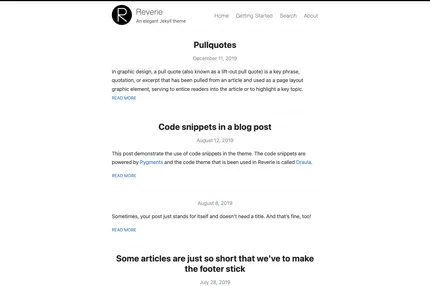 Reverie
An elegant Jekyll theme
Home Getting Started Search About
Pullquotes
December 11, 2019
In graphic design, a pull quote (also known as a lift-out pull quote) is a key phrase,
quotation, or excerpt that has been pulled from an article and used as a page layout
graphic element, serving to entice readers into the article or to highlight a key topic.
READ MORE
Code snippets in a blog post
August 12, 2019
This post demonstrate the use of code snippets in the theme. The code snippets are
powered by Pygments and the code theme that is been used in Reverie is called Draula.
READ MORE
August 8, 2019
Sometimes, your post just stands for itself and doesn't need a title. And that's fine, too!
READ MORE
Some articles are just so short that we've to make
the footer stick
July 28, 2019